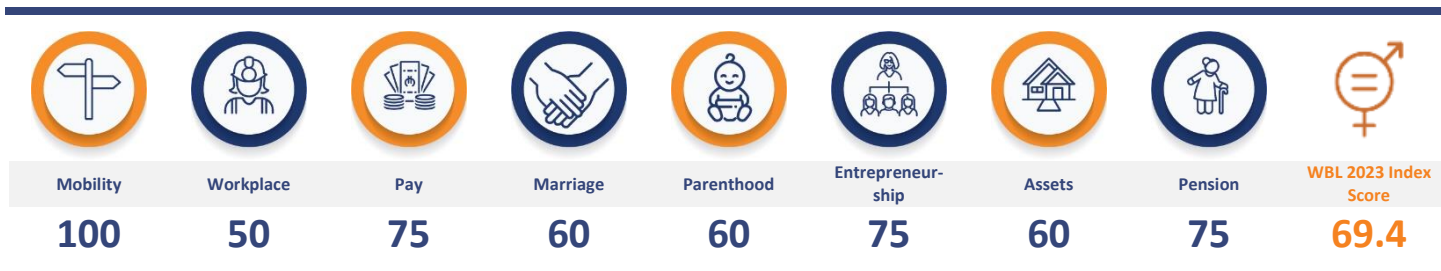 Mobility
Workplace
Pay
Marriage
Parenthood
Entrepreneur-
ship
Assets
Pension
WBL 2023 Index
Score
100
50
75
60
60
75
60
75
69.4